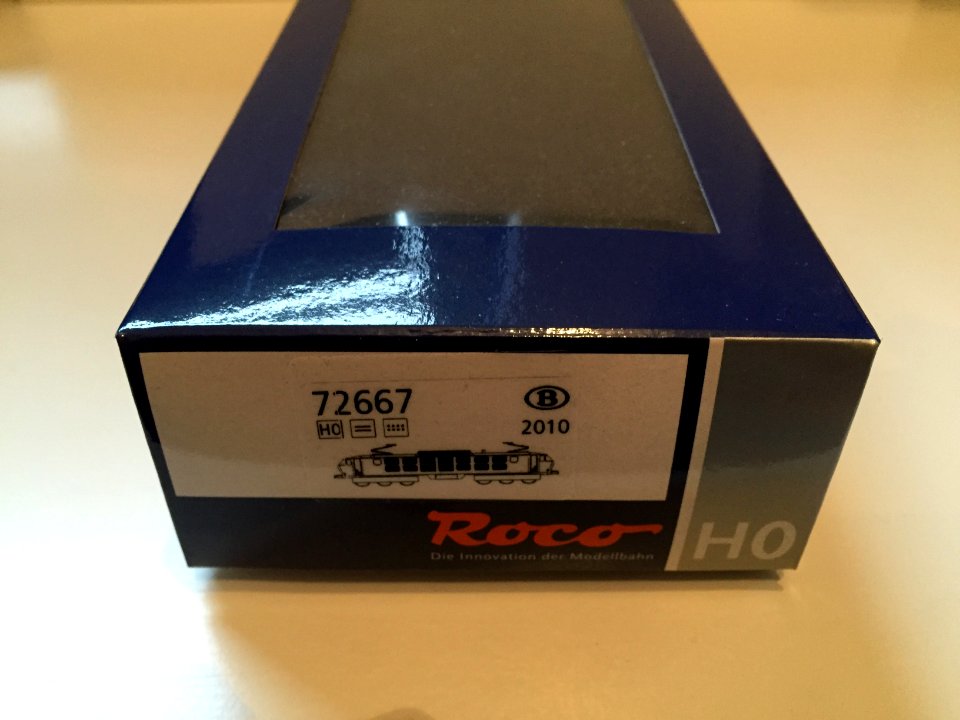 72667
B
H0
2010
Roco
Die Innovation der Modellbahn
H0